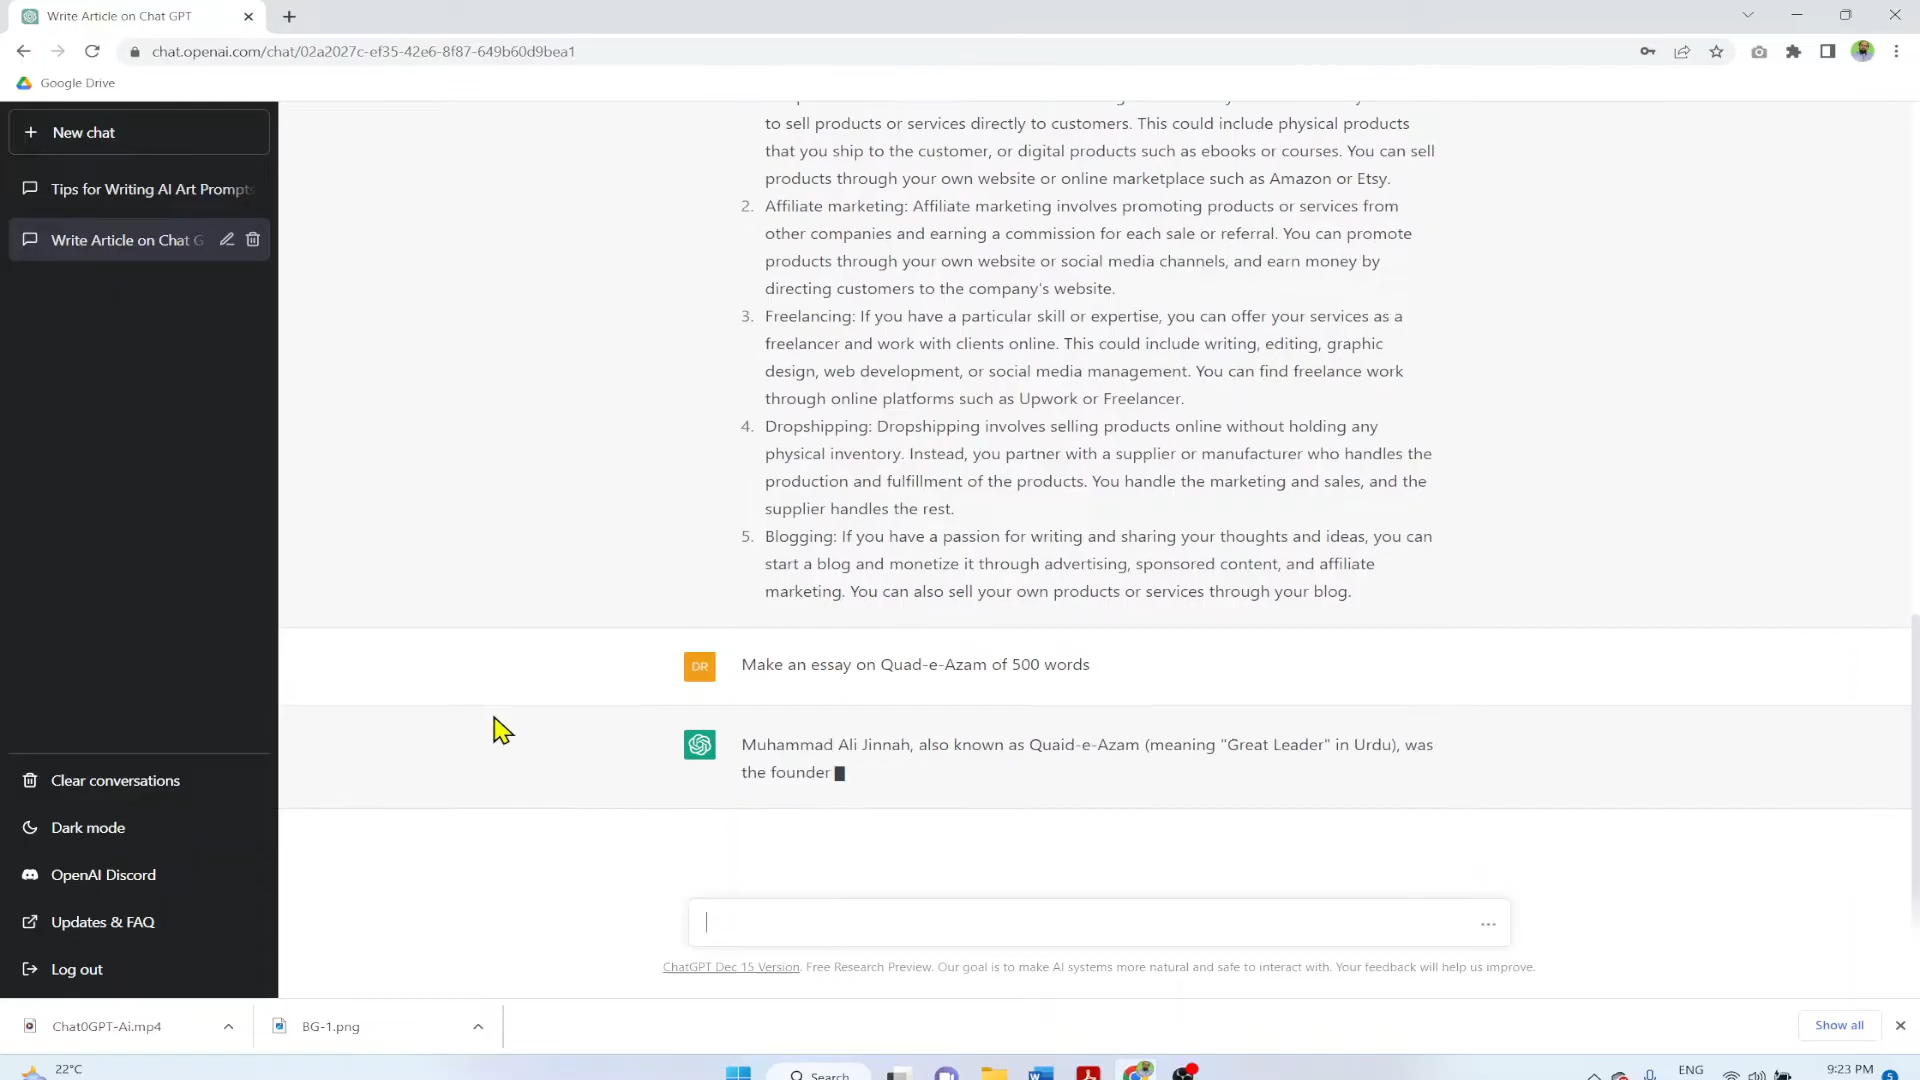 Write Article on Chat GPT
chat.openai.com/chat/02a2027c-ef35-42e6-8f87-649b60d9bea1
Google Drive
New chat
Tips for Writing AI Art Prompts
Write Article on Chat G
to sell products or services directly to customers. This could include physical products
that you ship to the customer, or digital products such as ebooks or courses. You can sell
products through your own website or online marketplace such as Amazon or Etsy.
2. Affiliate marketing: Affiliate marketing involves promoting products or services from
other companies and earning a commission for each sale or referral. You can promote
products through your own website or social media channels, and earn money by
directing customers to the company's website.
3. Freelancing: If you have a particular skill or expertise, you can offer your services as a
freelancer and work with clients online. This could include writing, editing, graphic
design, web development, or social media management. You can find freelance work
through online platforms such as Upwork or Freelancer.
4. Dropshipping: Dropshipping involves selling products online without holding any
physical inventory. Instead, you partner with a supplier or manufacturer who handles the
production and fulfillment of the products. You handle the marketing and sales, and the
supplier handles the rest.
5. Blogging: If you have a passion for writing and sharing your thoughts and ideas, you can
start a blog and monetize it through advertising, sponsored content, and affiliate
marketing. You can also sell your own products or services through your blog.
DR
Make an essay on Quad-e-Azam of 500 words
Muhammad Ali Jinnah, also known as Quaid-e-Azam (meaning "Great Leader" in Urdu), was
the founder
Clear conversations
Dark mode
OpenAI Discord
Updates & FAQ
Log out
ChatGPT Dec 15 Version. Free Research Preview. Our goal is to make AI systems more natural and safe to interact with. Your feedback will help us improve.
Chat0GPT-Ai.mp4
BG-1.png
Show all
22°C
Search
ENG
9:23 PM
5